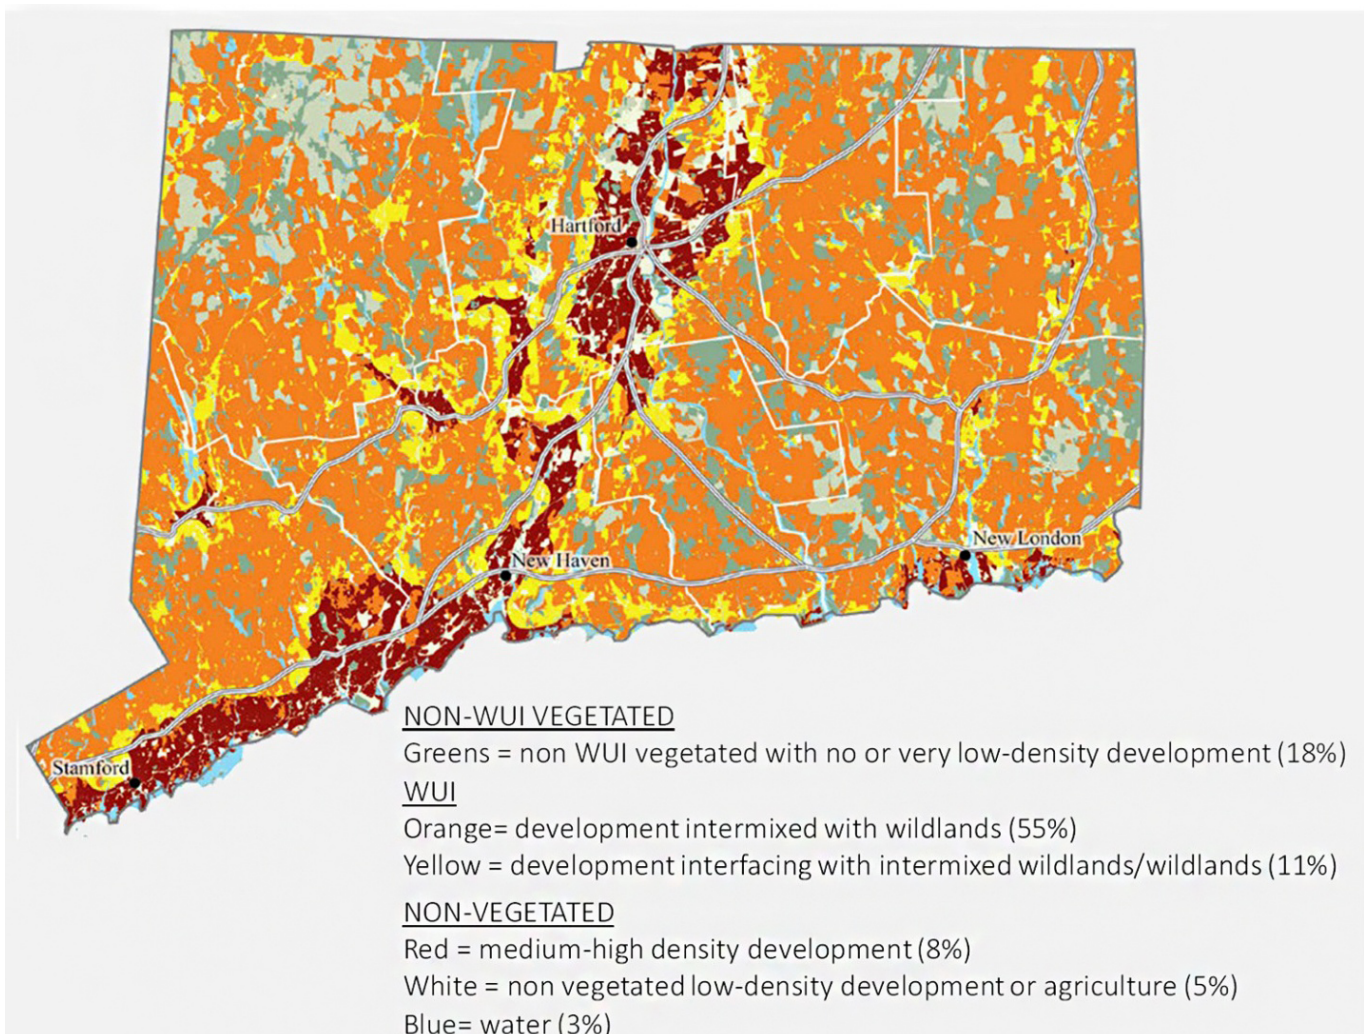 Hartford
New London
New Haven
Stamford
NON-WUI VEGETATED
Greens = non WUI vegetated with no or very low-density development (18%)
WUI
Orange= development intermixed with wildlands (55%)
Yellow = development interfacing with intermixed wildlands/wildlands (11%)
NON-VEGETATED
Red = medium-high density development (8%)
White = non vegetated low-density development or agriculture (5%)
Blue= water (3%)